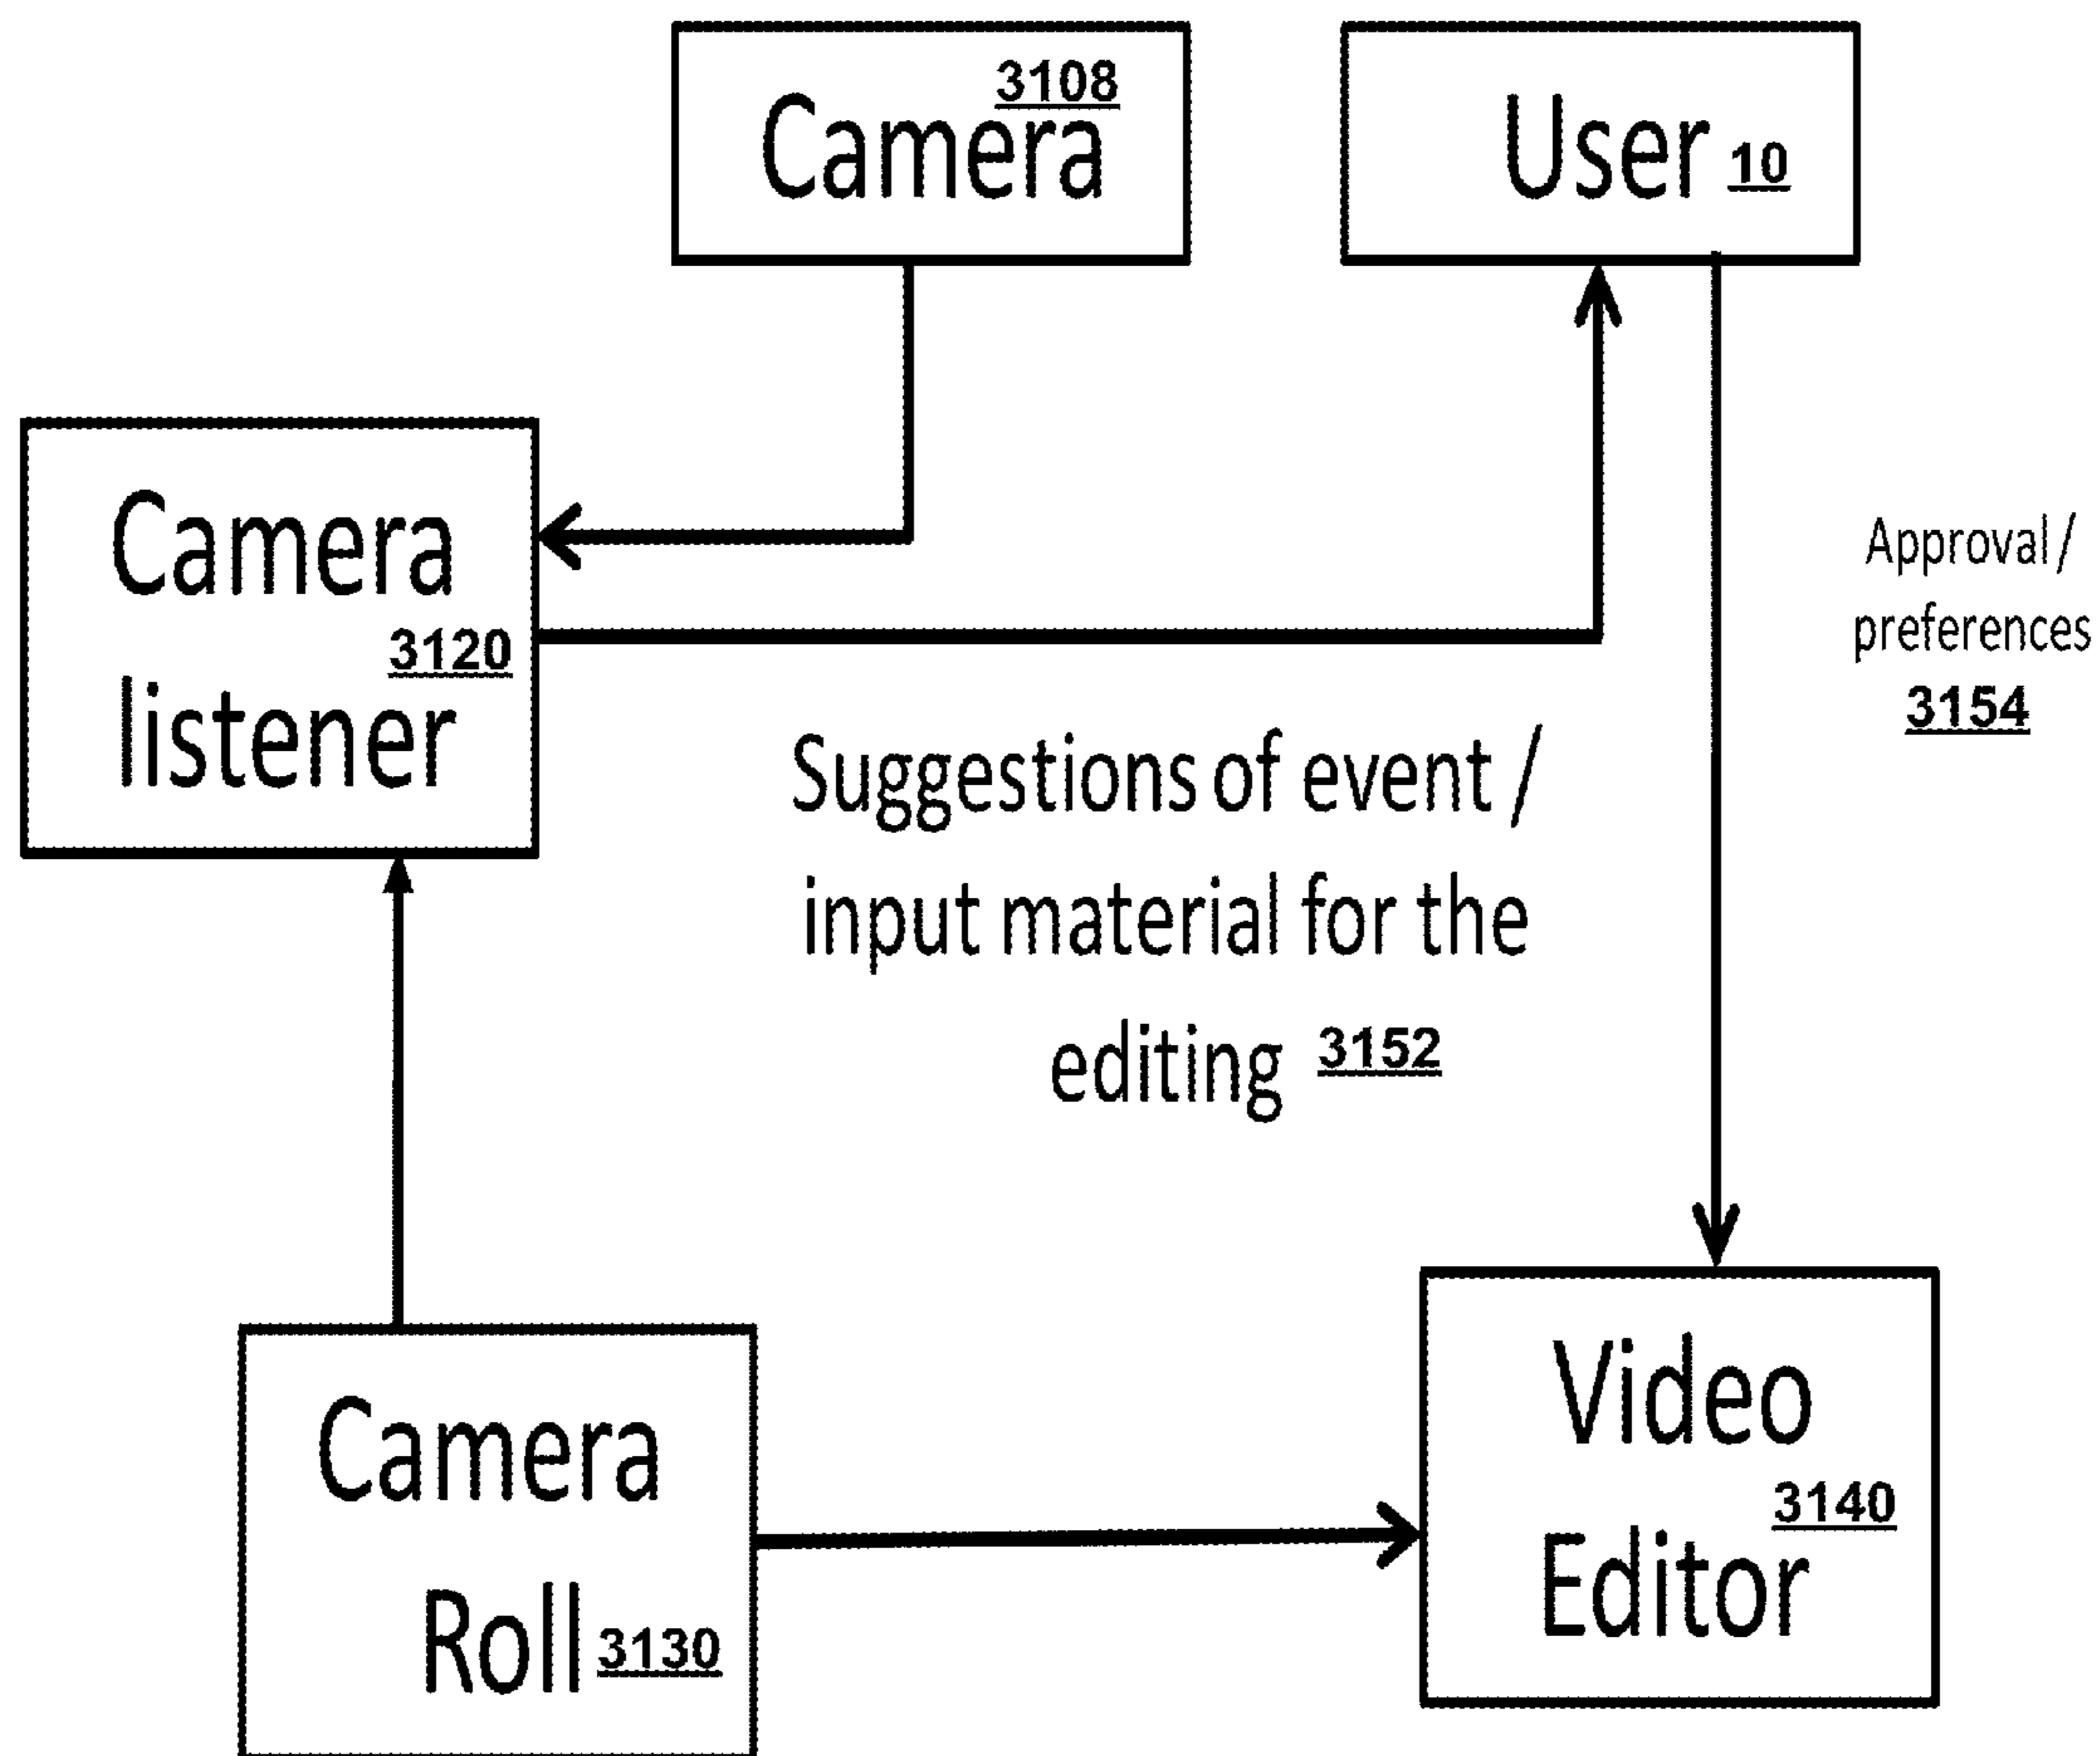 3108
Camera
User 10
Camera
3120
listener
Approval /
preferences
3154
Suggestions of event /
input material for the
editing 3152
Camera
Roll 3130
Video
3140
Editor